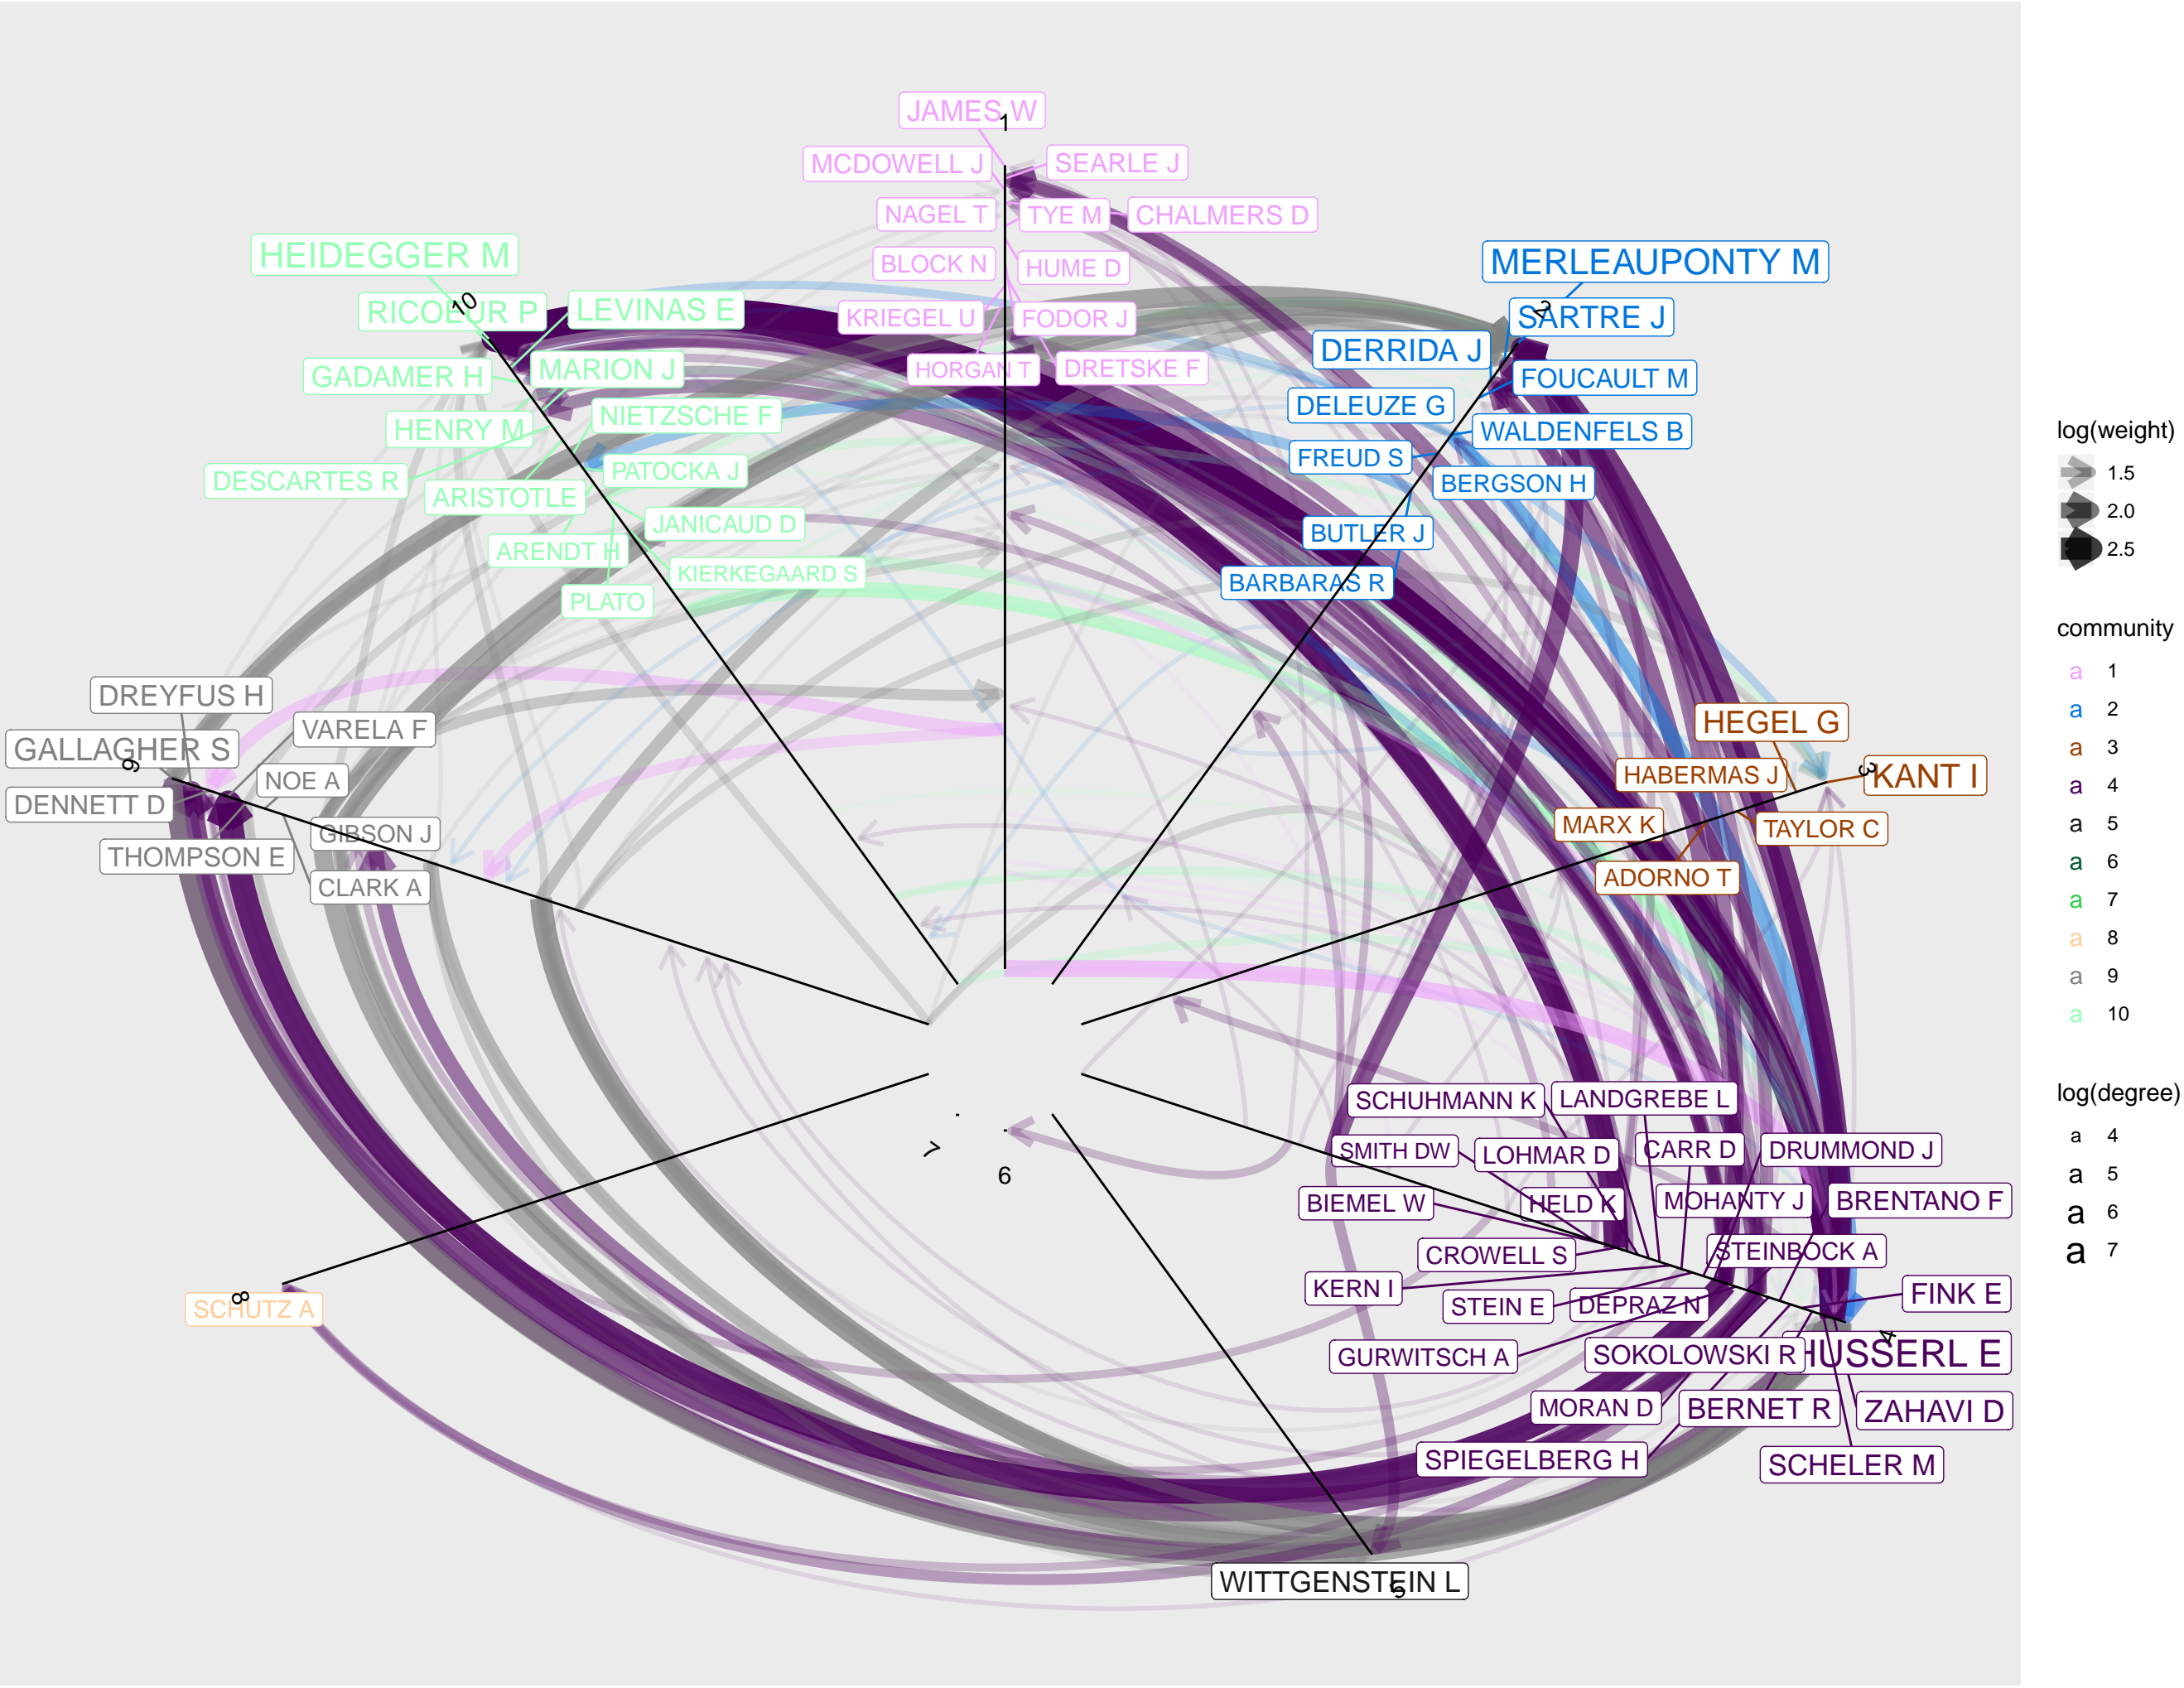 JAMES W
1
MCDOWELL J
SEARLE J
NAGEL T
TYE M
CHALMERS D
BLOCK N
HUME D
KRIEGEL U
FODOR J
HORGAN T
DRETSKE F
HEIDEGGER M
10
RICOEUR P
LEVINAS E
GADAMER H
MARION J
HENRY M
NIETZSCHE F
DESCARTES R
PATOCKA J
ARISTOTLE
JANICAUD D
ARENDT H
KIERKEGAARD S
PLATO
MERLEAUPONTY M
2
SARTRE J
DERRIDA J
FOUCAULT M
DELEUZE G
WALDENFELS B
FREUD S
BERGSON H
BUTLER J
BARBARAS R
DREYFUS H
VARELA F
GALLAGHER S
9
NOE A
DENNETT D
GIBSON J
THOMPSON E
CLARK A
HEGEL G
HABERMAS J
3
KANT I
MARX K
TAYLOR C
ADORNO T
SCHUHMANN K
LANDGREBE L
SMITH DW
LOHMAR D
CARR D
DRUMMOND J
BIEMEL W
HELD K
MOHANTY J
BRENTANO F
CROWELL S
STEINBOCK A
KERN I
STEIN E
DEPRAZ N
FINK E
4
GURWITSCH A
SOKOLOWSKI R
HUSSERL E
MORAN D
BERNET R
ZAHAVI D
SPIEGELBERG H
SCHELER M
7
6
8
SCHUTZ A
WITTGENSTEIN L
5
log(weight)
1.5
2.0
2.5
community
a 1
a 2
a 3
a 4
a 5
a 6
a 7
a 8
a 9
a 10
log(degree)
a 4
a 5
a 6
a 7